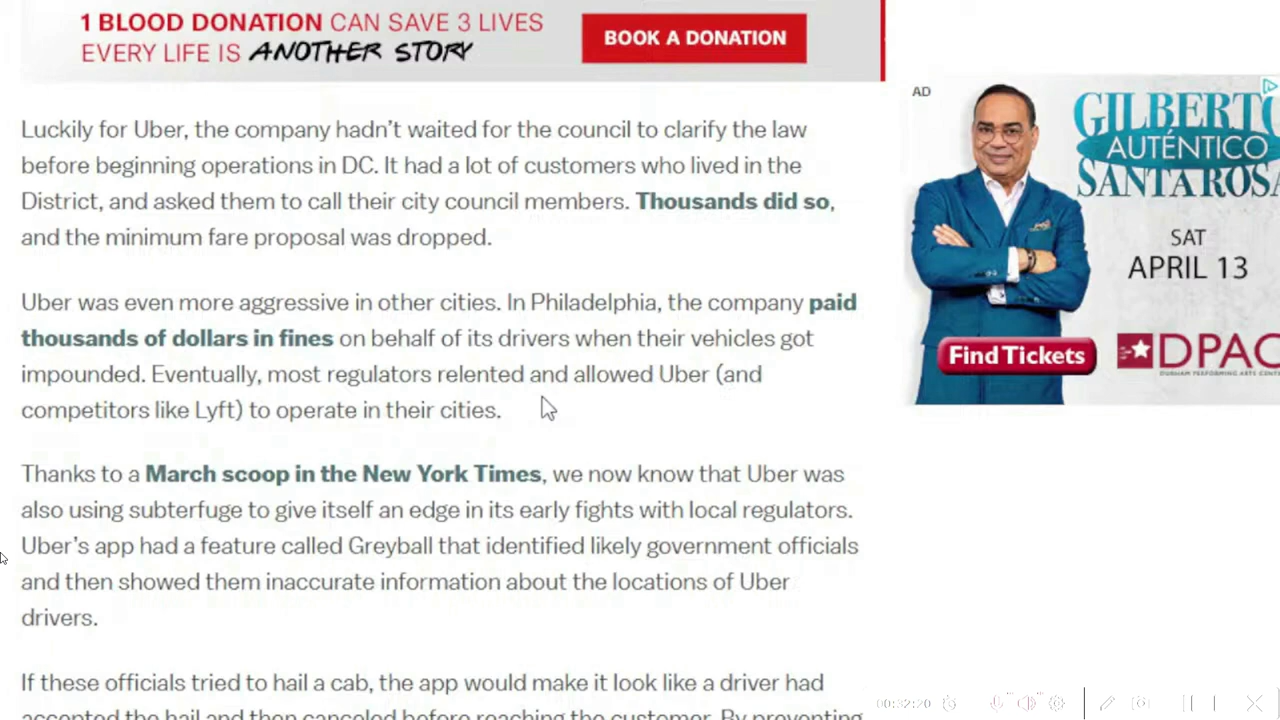 1 BLOOD DONATION CAN SAVE 3 LIVES
EVERY LIFE IS ANOTHER STORY
BOOK A DONATION
Luckily for Uber, the company hadn't waited for the council to clarify the law
before beginning operations in DC. It had a lot of customers who lived in the
District, and asked them to call their city council members. Thousands did so,
and the minimum fare proposal was dropped.
Uber was even more aggressive in other cities. In Philadelphia, the company paid
thousands of dollars in fines on behalf of its drivers when their vehicles got
impounded. Eventually, most regulators relented and allowed Uber (and
competitors like Lyft) to operate in their cities.
Thanks to a March scoop in the New York Times, we now know that Uber was
also using subterfuge to give itself an edge in its early fights with local regulators.
Uber's app had a feature called Greyball that identified likely government officials
and then showed them inaccurate information about the locations of Uber
drivers.
If these officials tried to hail a cab, the app would make it look like a driver had
accepted the hail and then canceled before reaching the customer. By preventing
AD
GILBERTO
AUTÉNTICO
SANTA ROSA
SAT
APRIL 13
Find Tickets
DPAC
DURHAM PERFORMING ARTS CENTER
00:32:20